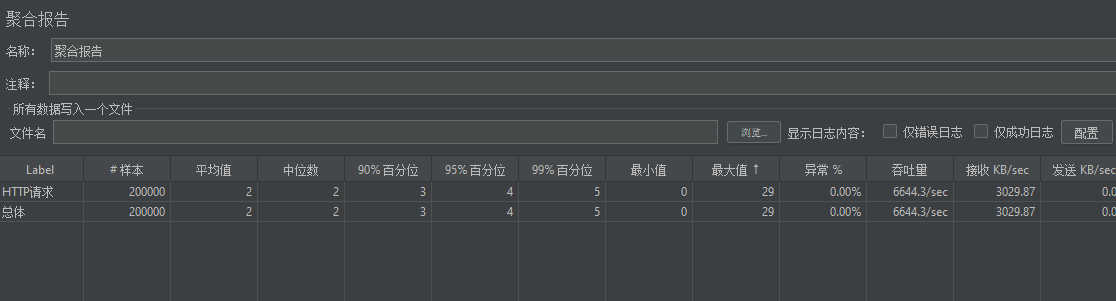 聚合报告
名称: 聚合报告
注释:
所有数据写入一个文件
文件名 浏览... 显示日志内容: 仅错误日志 仅成功日志 配置
Label # 样本 平均值 中位数 90% 百分位 95% 百分位 99% 百分位 最小值 最大值 ↑ 异常 % 吞吐量 接收 KB/sec 发送 KB/sec
HTTP请求 200000 2 2 3 4 5 0 29 0.00% 6644.3/sec 3029.87 0.0
总体 200000 2 2 3 4 5 0 29 0.00% 6644.3/sec 3029.87 0.0